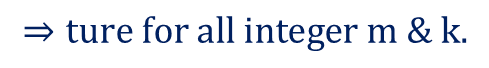 ⇒ ture for all integer m & k.